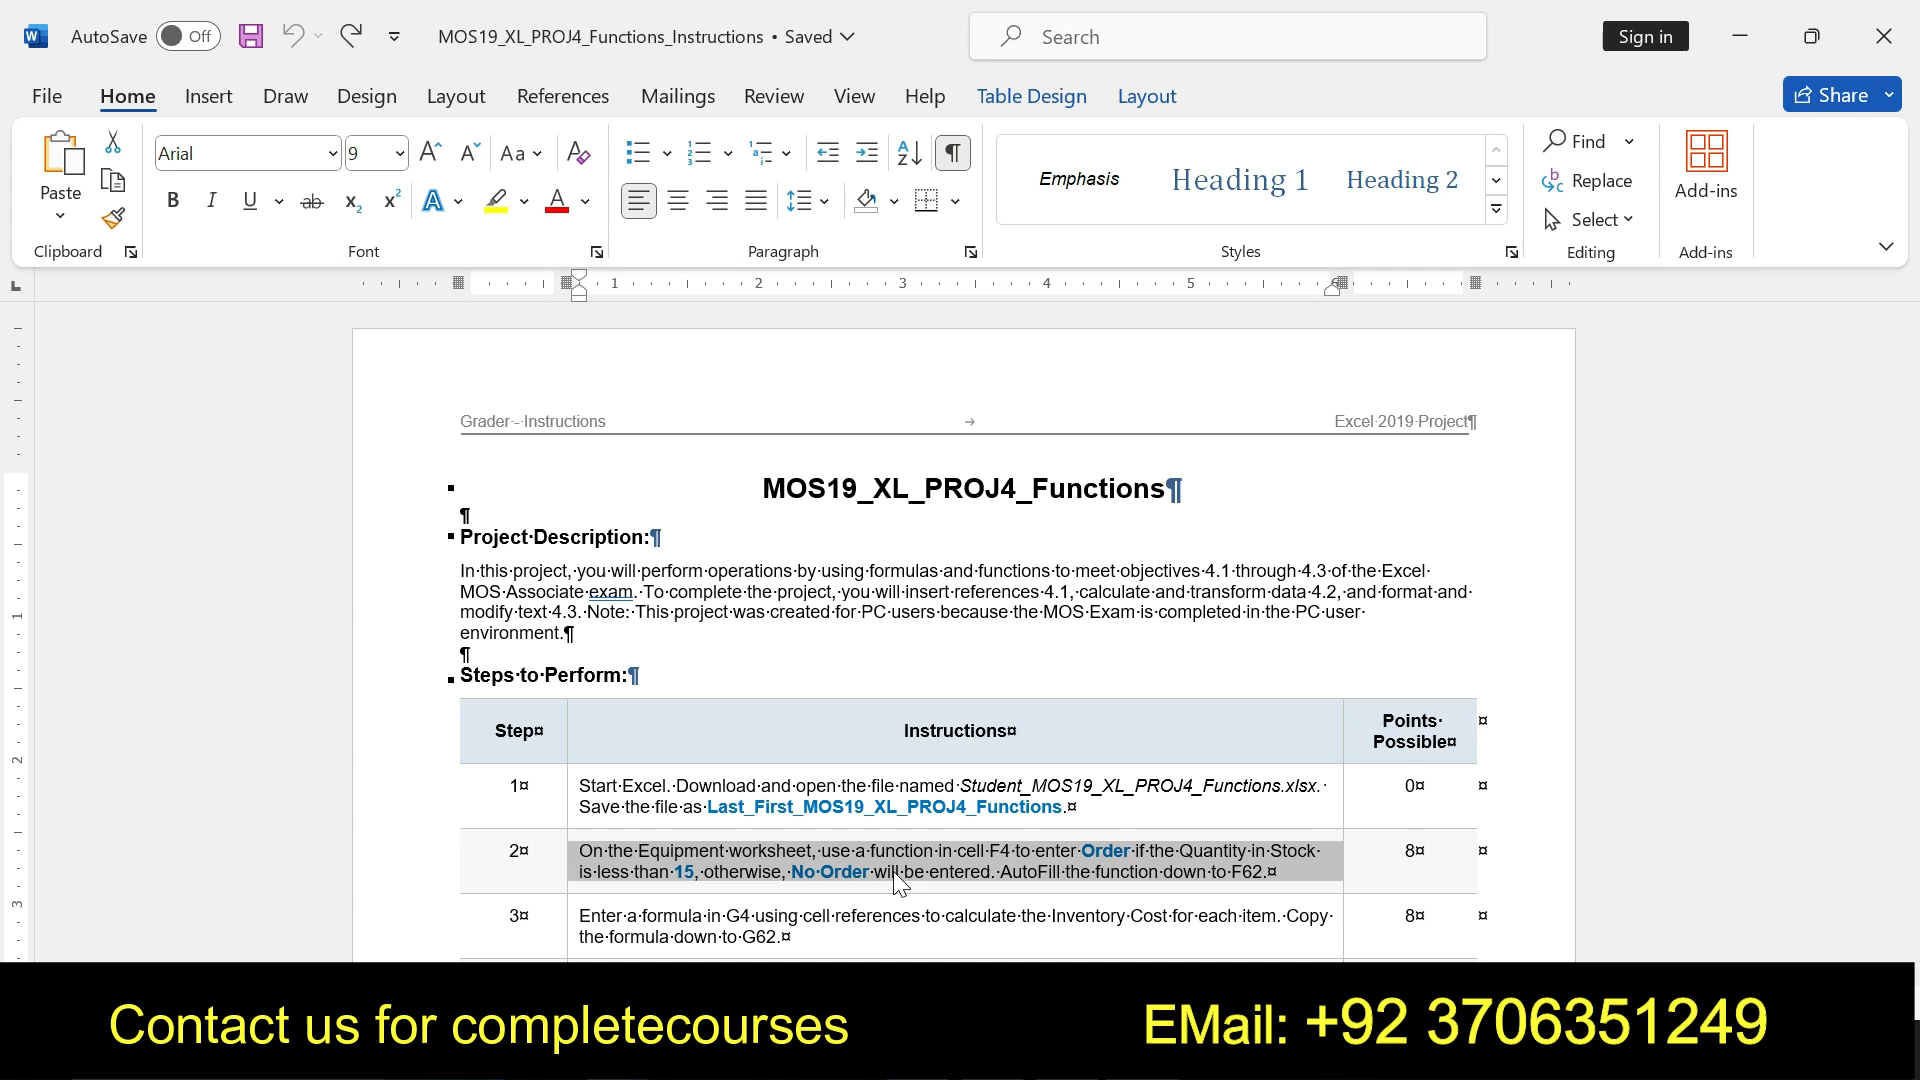 AutoSave Off MOS19_XL_PROJ4_Functions_Instructions • Saved Search Sign in
File Home Insert Draw Design Layout References Mailings Review View Help Table Design Layout Share
Paste Arial 9 Aa Emphasis Heading 1 Heading 2 Find Replace Select Add-ins
Clipboard Font Paragraph Styles Editing Add-ins
1 2 3 4 5 6
Grader·-·Instructions → Excel·2019·Project¶
MOS19_XL_PROJ4_Functions¶
¶
Project·Description:¶
In·this·project,·you·will·perform·operations·by·using·formulas·and·functions·to·meet·objectives·4.1·through·4.3·of·the·Excel·
MOS·Associate·exam.·To·complete·the·project,·you·will·insert·references·4.1,·calculate·and·transform·data·4.2,·and·format·and·
modify·text·4.3.·Note:·This·project·was·created·for·PC·users·because·the·MOS·Exam·is·completed·in·the·PC·user·
environment.¶
¶
Steps·to·Perform:¶
Step¤ Instructions¤ Points·
Possible¤ ¤
1¤ Start·Excel.·Download·and·open·the·file·named·Student_MOS19_XL_PROJ4_Functions.xlsx.· 0¤ ¤
Save·the·file·as·Last_First_MOS19_XL_PROJ4_Functions.¤
2¤ On·the·Equipment·worksheet,·use·a·function·in·cell·F4·to·enter·Order·if·the·Quantity·in·Stock· 8¤ ¤
is·less·than·15,·otherwise,·No·Order·will·be·entered.·AutoFill·the·function·down·to·F62.¤
3¤ Enter·a·formula·in·G4·using·cell·references·to·calculate·the·Inventory·Cost·for·each·item.·Copy· 8¤ ¤
the·formula·down·to·G62.¤
Contact us for completecourses EMail: +92 3706351249